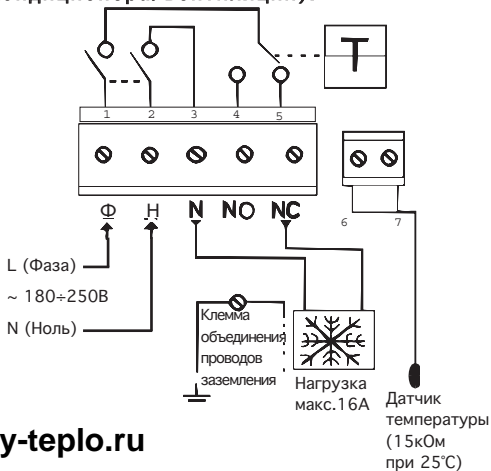 T
1 2 3 4 5
Ф Н N NO NC
6 7
L (Фаза)
~ 180÷250В
N (Ноль)
Клемма
объединения
проводов
заземления
Нагрузка
макс.16А
Датчик
температуры
(15кОм
при 25°С)
y-teplo.ru